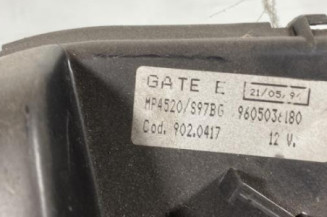 GATE E 21/05/9
MP4520/S97BG 9605036180
Cod. 902.0417 12 V.